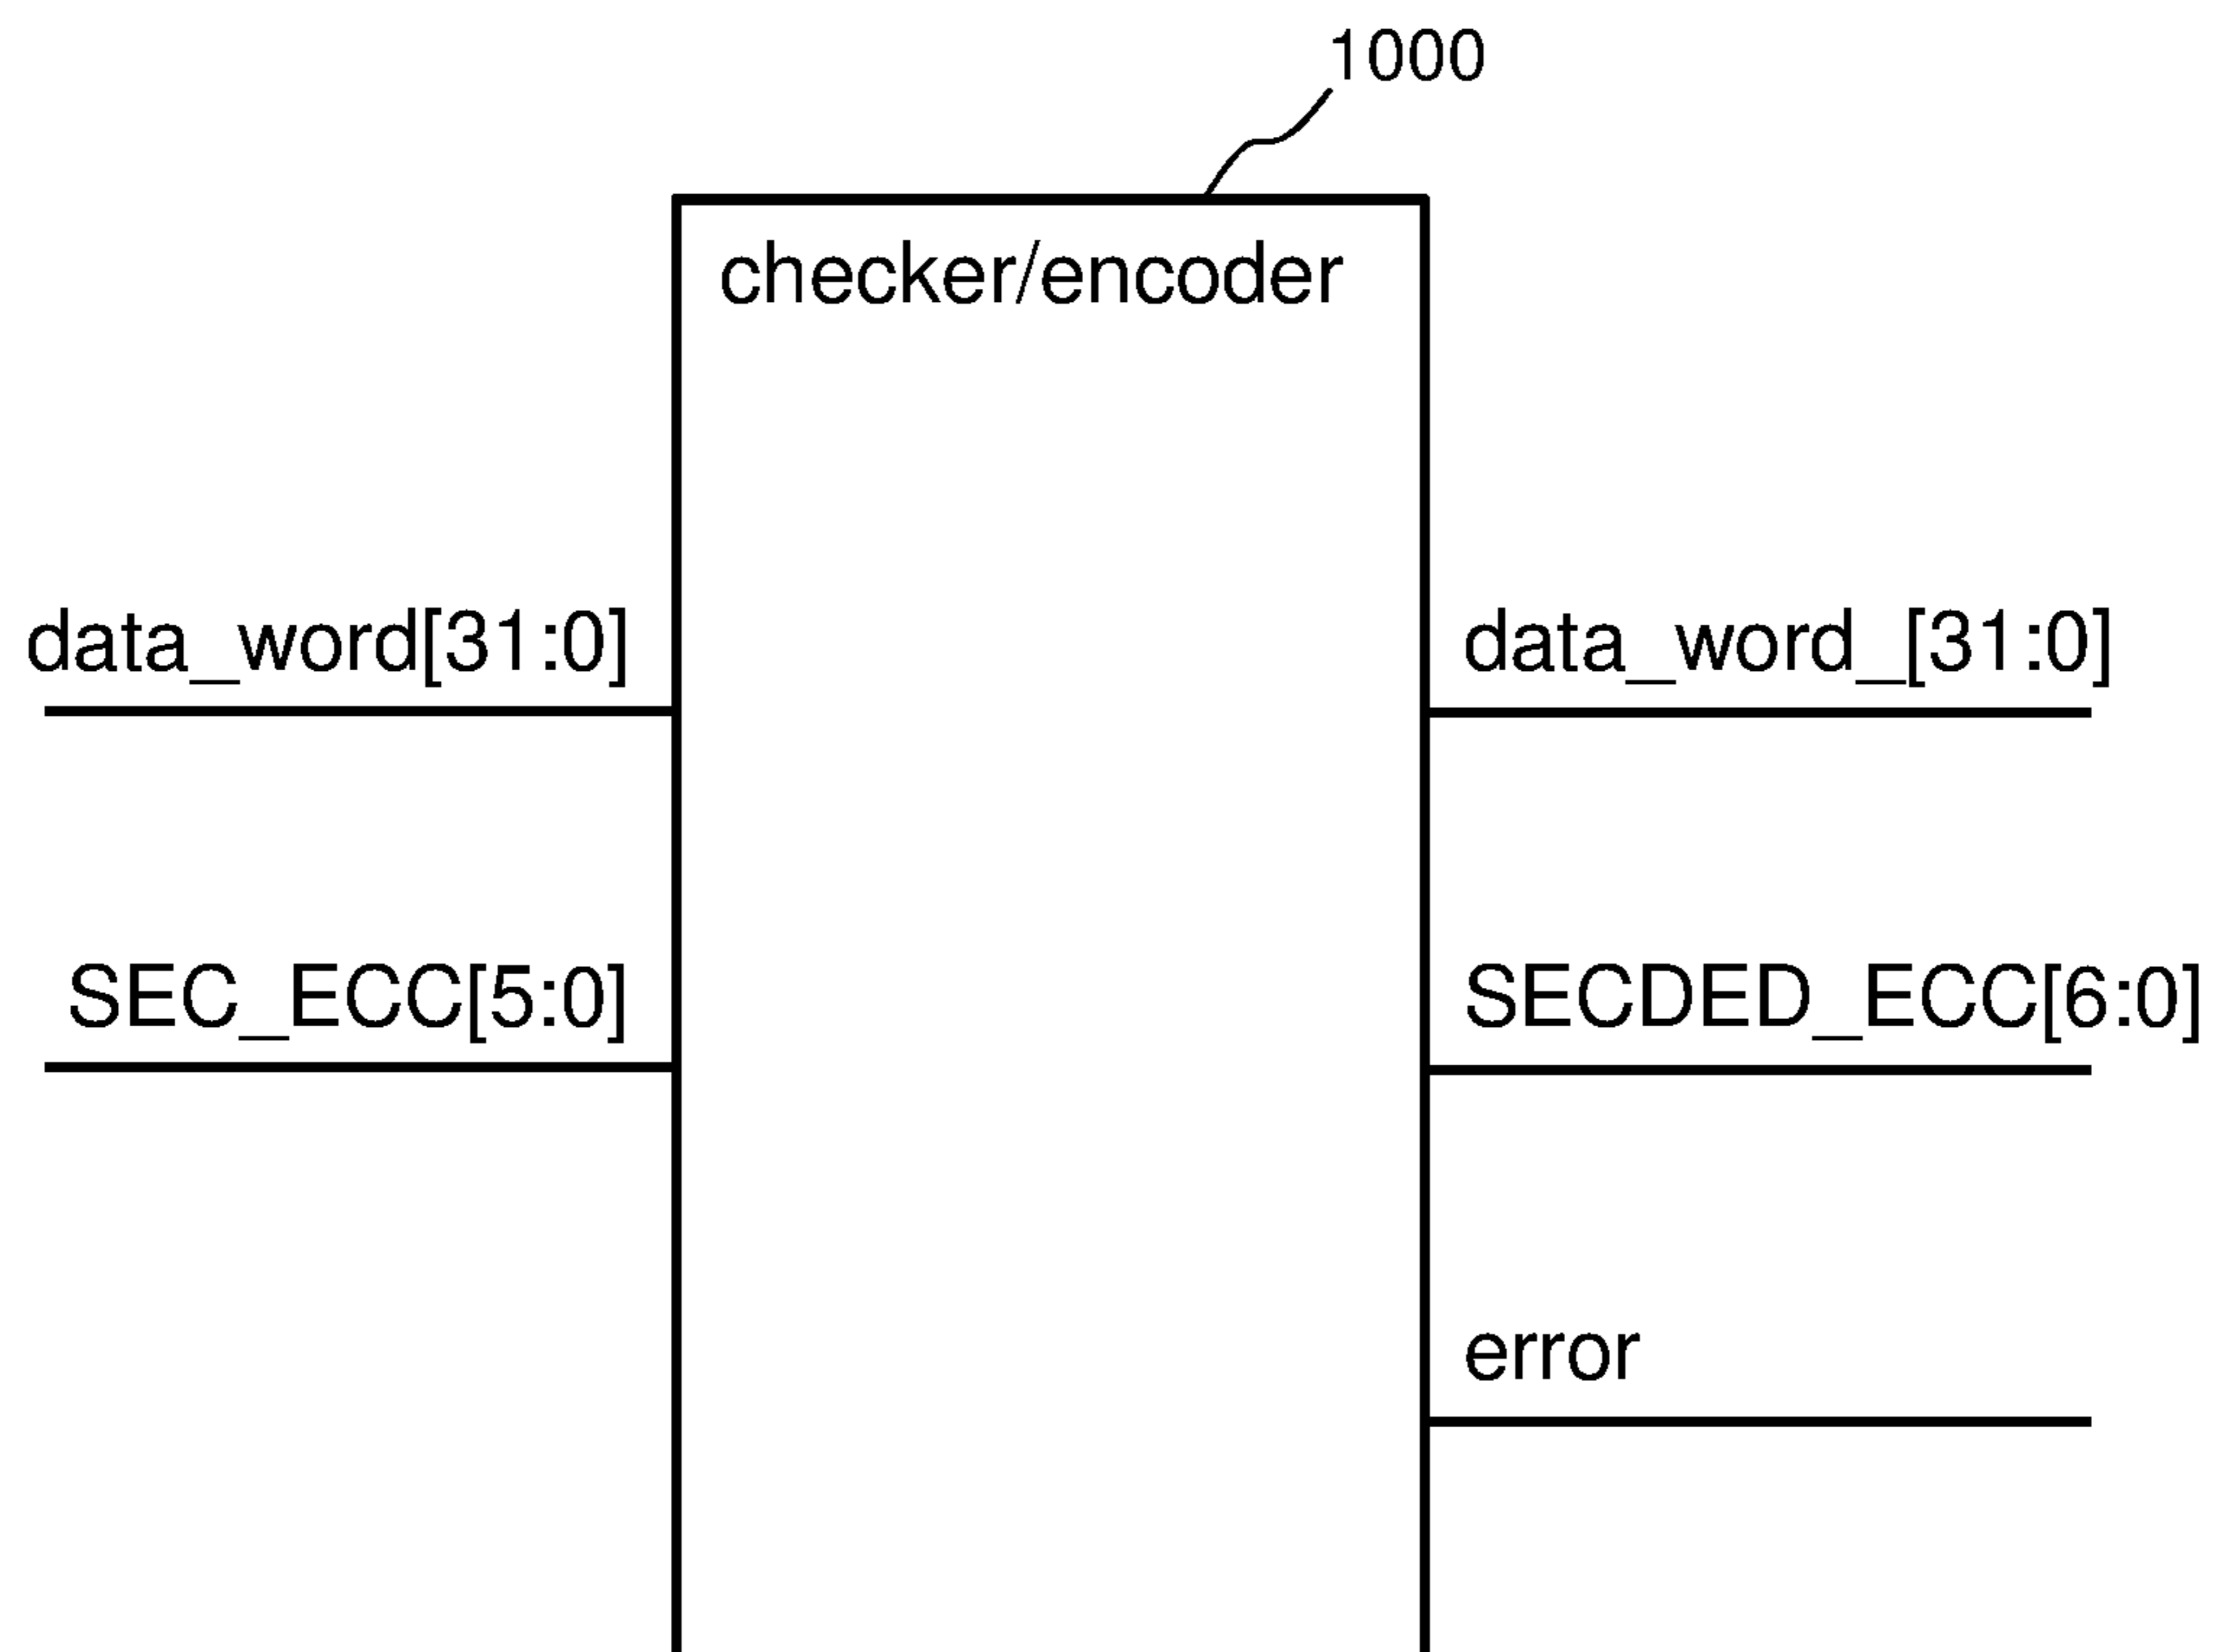 1000
checker/encoder
data_word[31:0]
data_word_[31:0]
SEC_ECC[5:0]
SECDED_ECC[6:0]
error